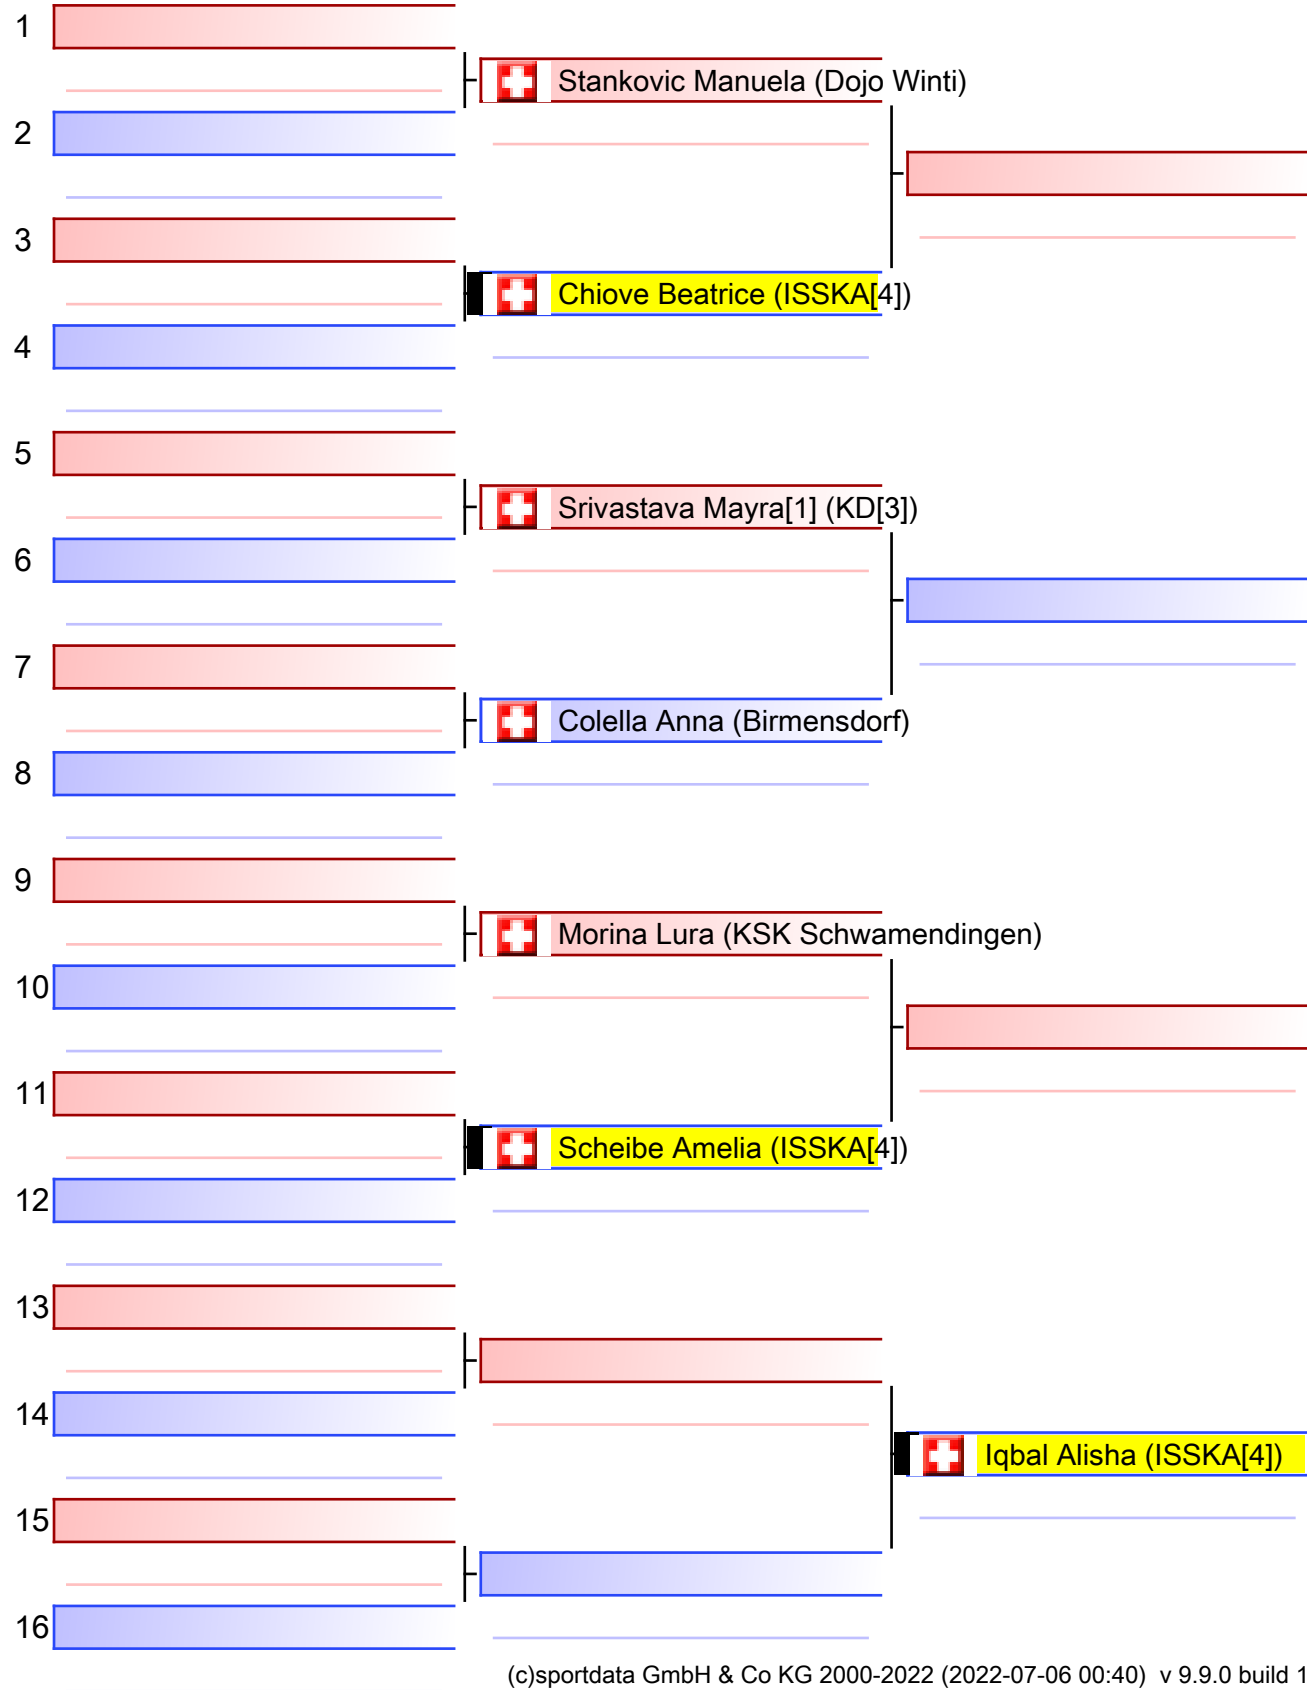 1
Stankovic Manuela (Dojo Winti)
2
3
Chiove Beatrice (ISSKA[4])
4
5
Srivastava Mayra[1] (KD[3])
6
7
Colella Anna (Birmensdorf)
8
9
Morina Lura (KSK Schwamendingen)
10
11
Scheibe Amelia (ISSKA[4])
12
13
14
Iqbal Alisha (ISSKA[4])
15
16
(c)sportdata GmbH & Co KG 2000-2022 (2022-07-06 00:40) v 9.9.0 build 1